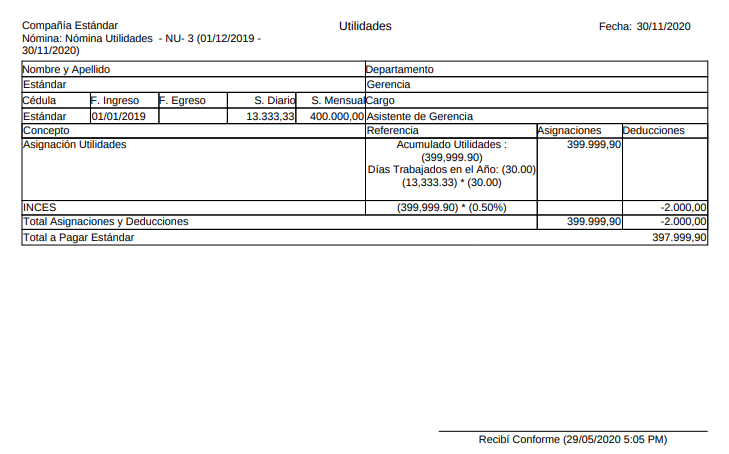 Compañía Estándar Utilidades Fecha: 30/11/2020
Nómina: Nómina Utilidades - NU- 3 (01/12/2019 -
30/11/2020)
Nombre y Apellido Departamento
Estándar Gerencia
Cédula F. Ingreso F. Egreso S. Diario S. Mensual Cargo
Estándar 01/01/2019 13.333,33 400.000,00 Asistente de Gerencia
Concepto Referencia Asignaciones Deducciones
Asignación Utilidades Acumulado Utilidades : 399.999,90
(399,999.90)
Días Trabajados en el Año: (30.00)
(13,333.33) * (30.00)
INCES (399,999.90) * (0.50%) -2.000,00
Total Asignaciones y Deducciones 399.999,90 -2.000,00
Total a Pagar Estándar 397.999,90
Recibí Conforme (29/05/2020 5:05 PM)